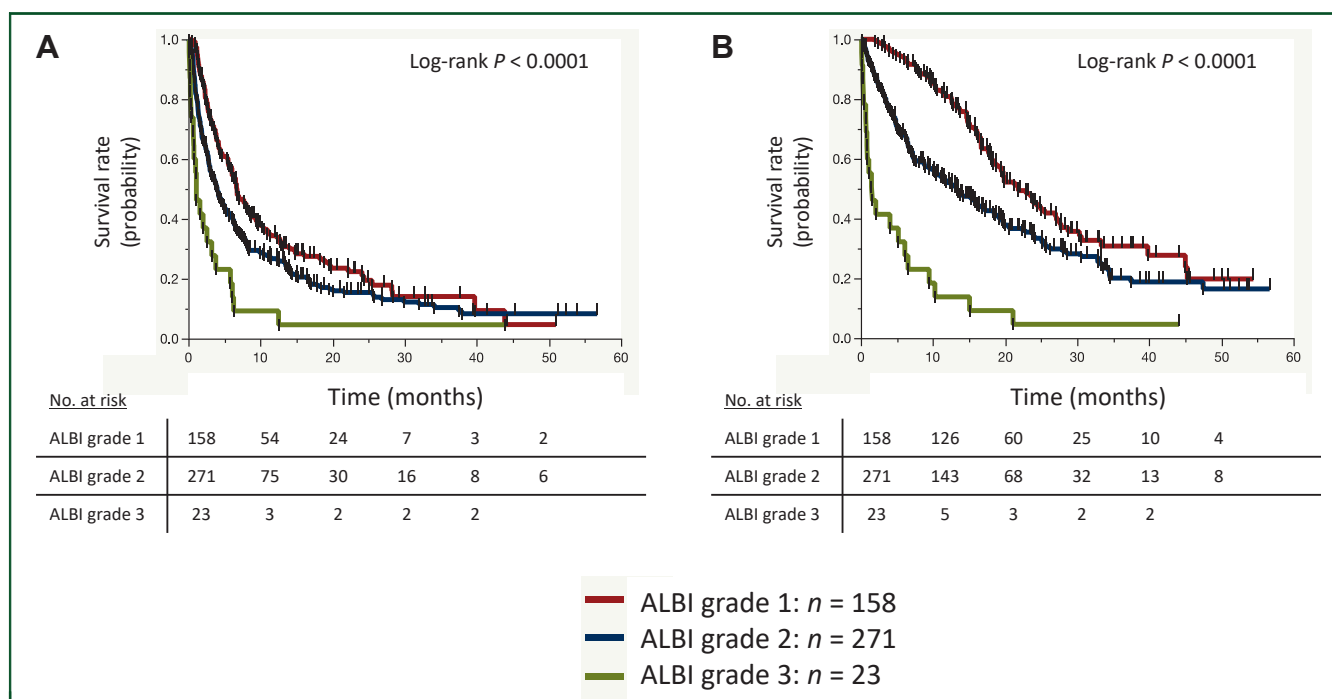 A
Log-rank P < 0.0001
Survival rate
(probability)
1.0
0.8
0.6
0.4
0.2
0.0
0 10 20 30 40 50 60
Time (months)
No. at risk
ALBI grade 1 158 54 24 7 3 2
ALBI grade 2 271 75 30 16 8 6
ALBI grade 3 23 3 2 2 2
B
Log-rank P < 0.0001
Survival rate
(probability)
1.0
0.8
0.6
0.4
0.2
0.0
0 10 20 30 40 50 60
Time (months)
No. at risk
ALBI grade 1 158 126 60 25 10 4
ALBI grade 2 271 143 68 32 13 8
ALBI grade 3 23 5 3 2 2
ALBI grade 1: n = 158
ALBI grade 2: n = 271
ALBI grade 3: n = 23